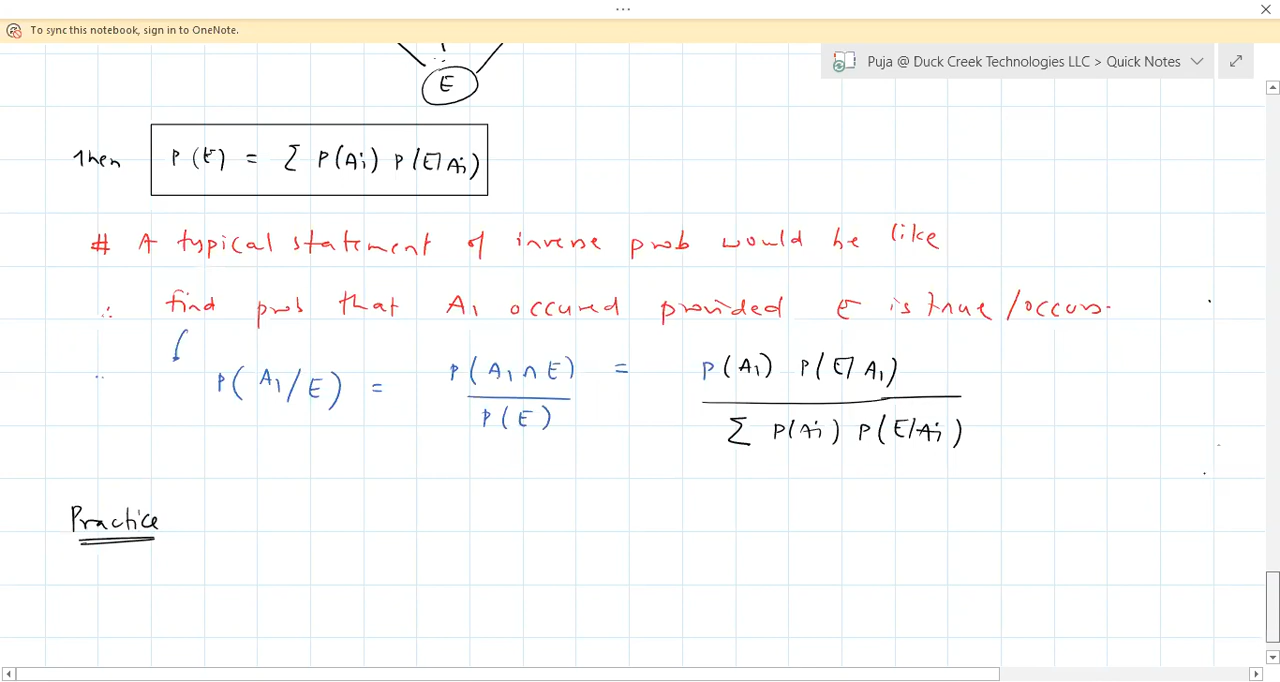 ...
To sync this notebook, sign in to OneNote.
Puja @ Duck Creek Technologies LLC > Quick Notes
E
then P(E) = ∑ P(Ai) P(E/Ai)
# A typical statement of inverse prob would be like
∴ find prob that A1 occured provided E is true/occurs.
P(A1/E) = P(A1 ∩ E) / P(E) = P(A1) P(E/A1) / ∑ P(Ai) P(E/Ai)
Practice